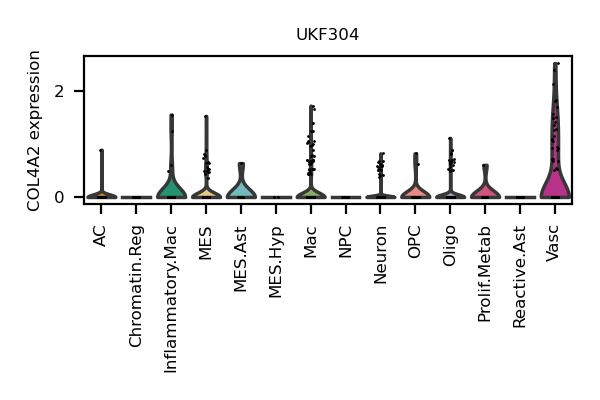 UKF304
COL4A2 expression
2
0
AC
Chromatin.Reg
Inflammatory.Mac
MES
MES.Ast
MES.Hyp
Mac
NPC
Neuron
OPC
Oligo
Prolif.Metab
Reactive.Ast
Vasc